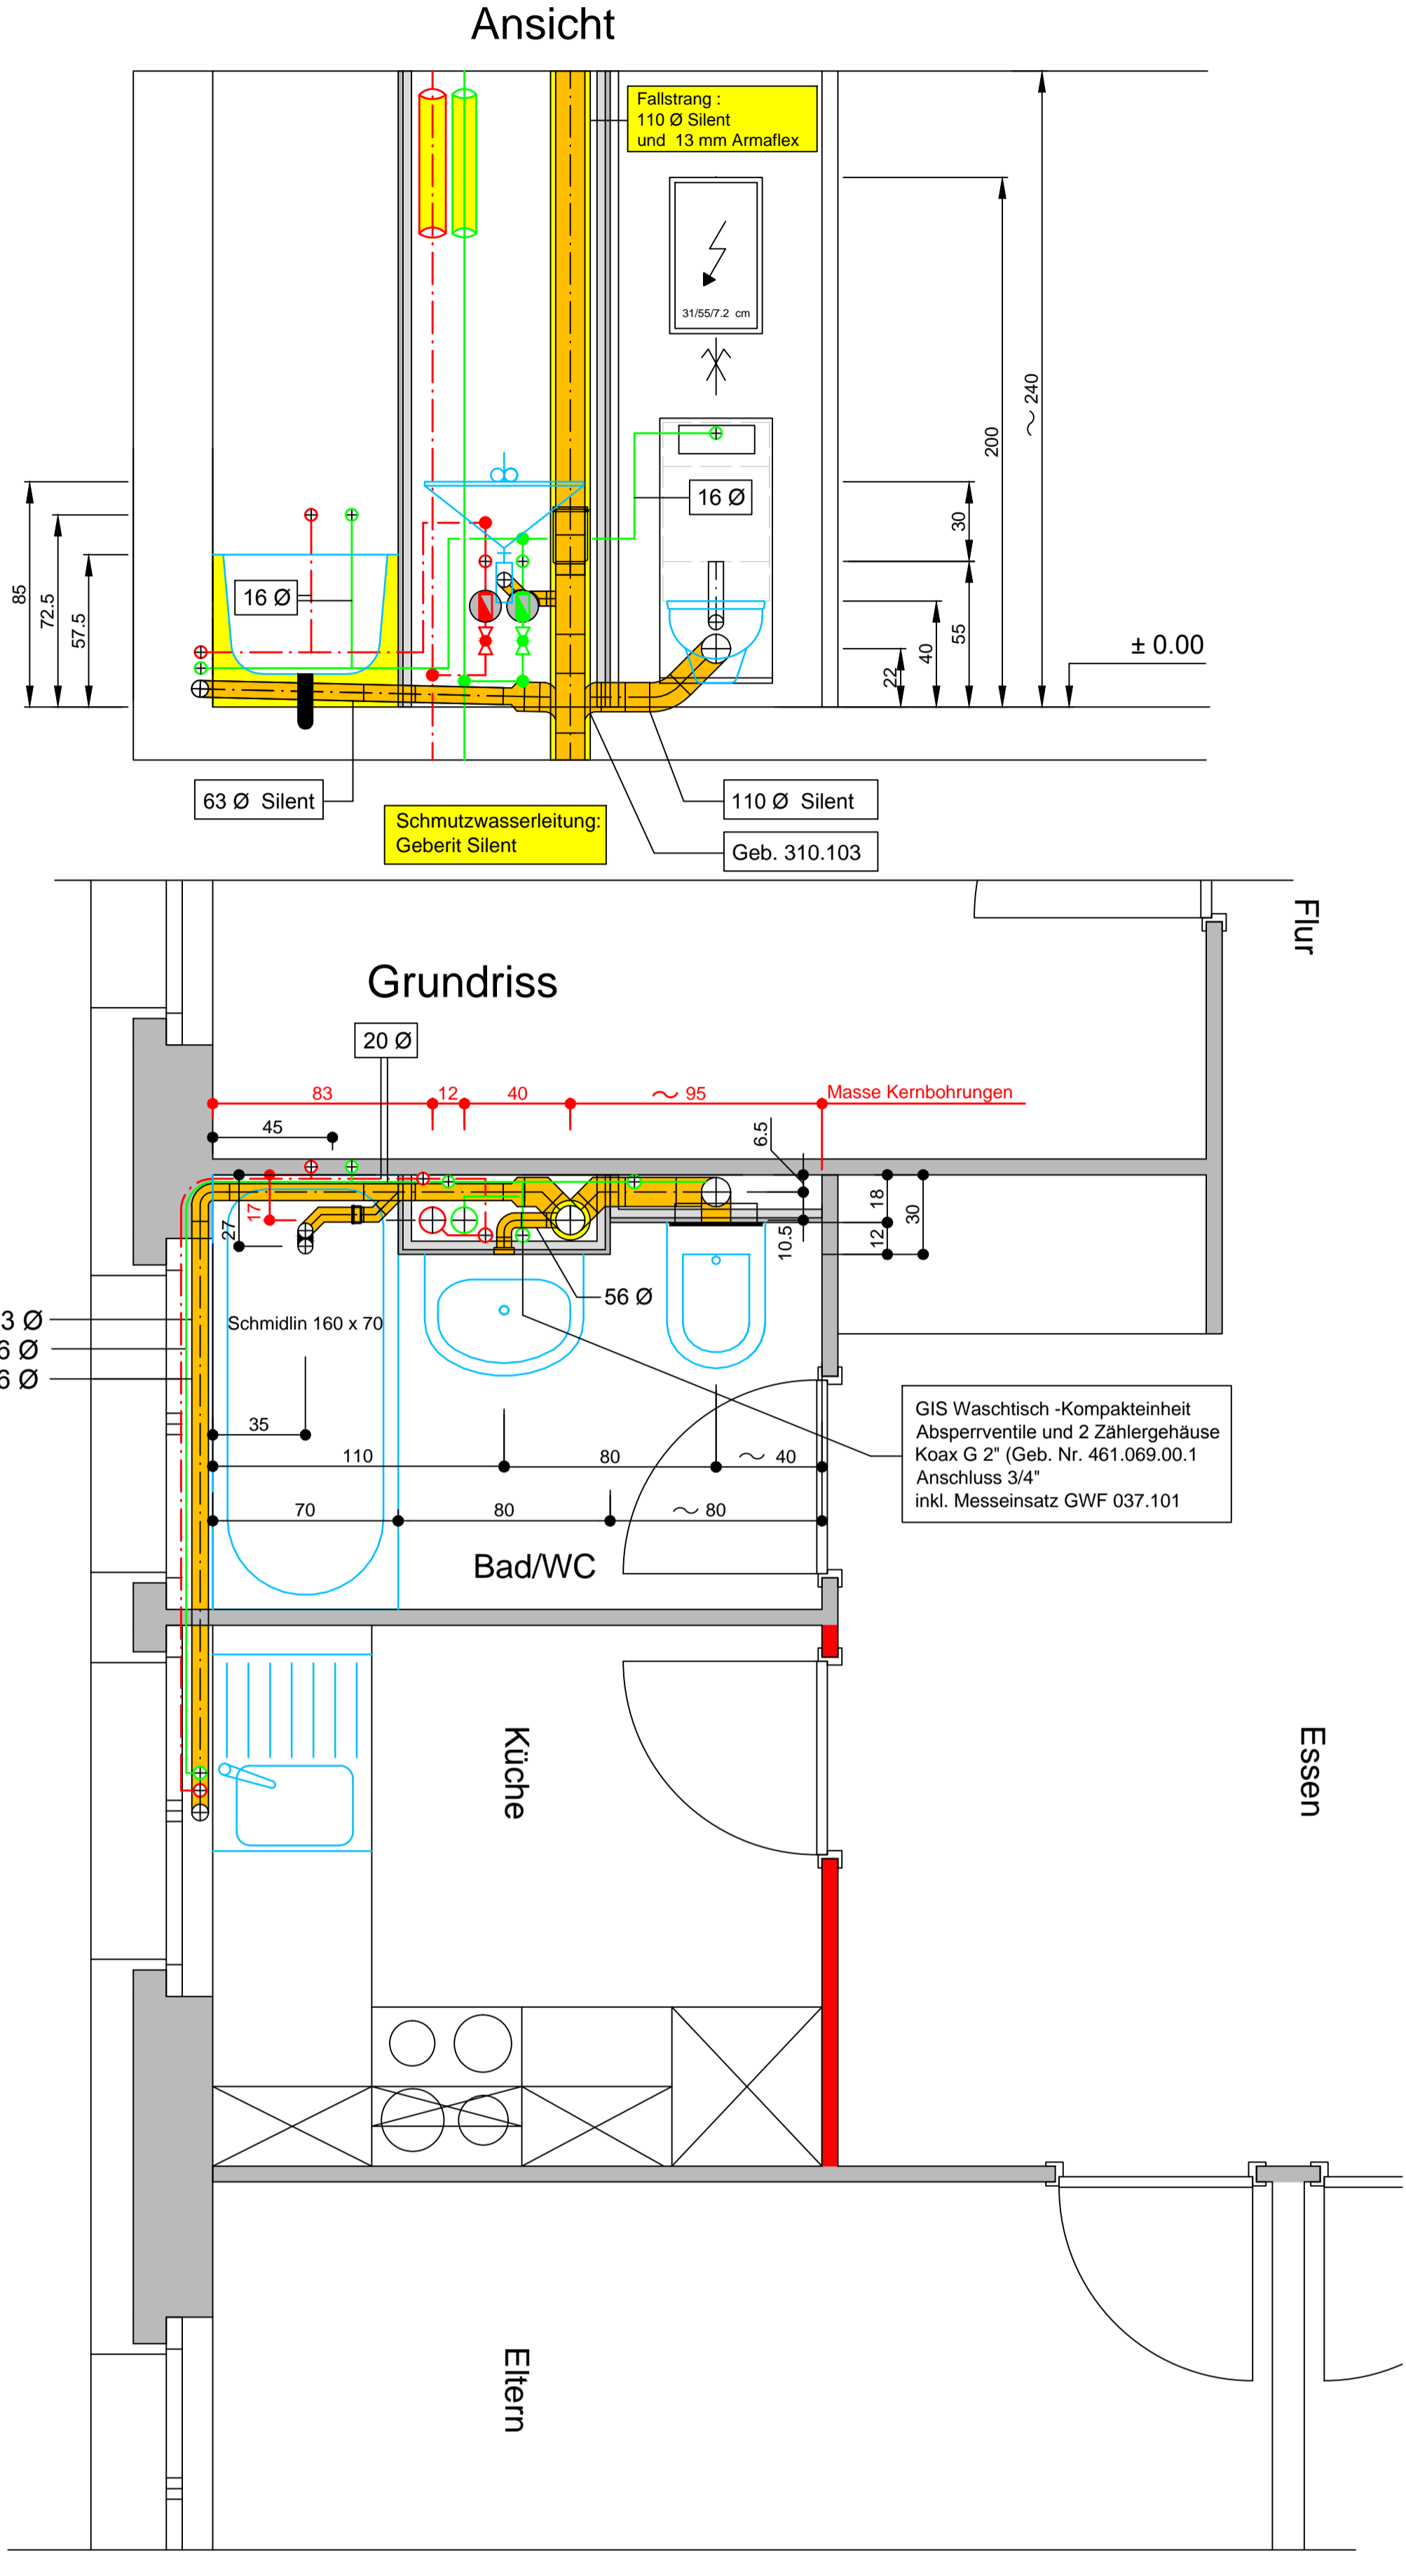 Ansicht
Fallstrang :
110 Ø Silent
und 13 mm Armaflex
31/55/7.2 cm
~ 240
200
16 Ø
30
85
72.5
57.5
16 Ø
55
40
22
± 0.00
63 Ø Silent
110 Ø Silent
Schmutzwasserleitung:
Geberit Silent
Geb. 310.103
Flur
Grundriss
20 Ø
83
12
40
~ 95
Masse Kernbohrungen
45
6.5
17
27
18
30
12
10.5
56 Ø
3 Ø
6 Ø
6 Ø
Schmidlin 160 x 70
GIS Waschtisch -Kompakteinheit
Absperrventile und 2 Zählergehäuse
Koax G 2" (Geb. Nr. 461.069.00.1
Anschluss 3/4"
inkl. Messeinsatz GWF 037.101
35
110
80
~ 40
70
80
~ 80
Bad/WC
Küche
Essen
Eltern